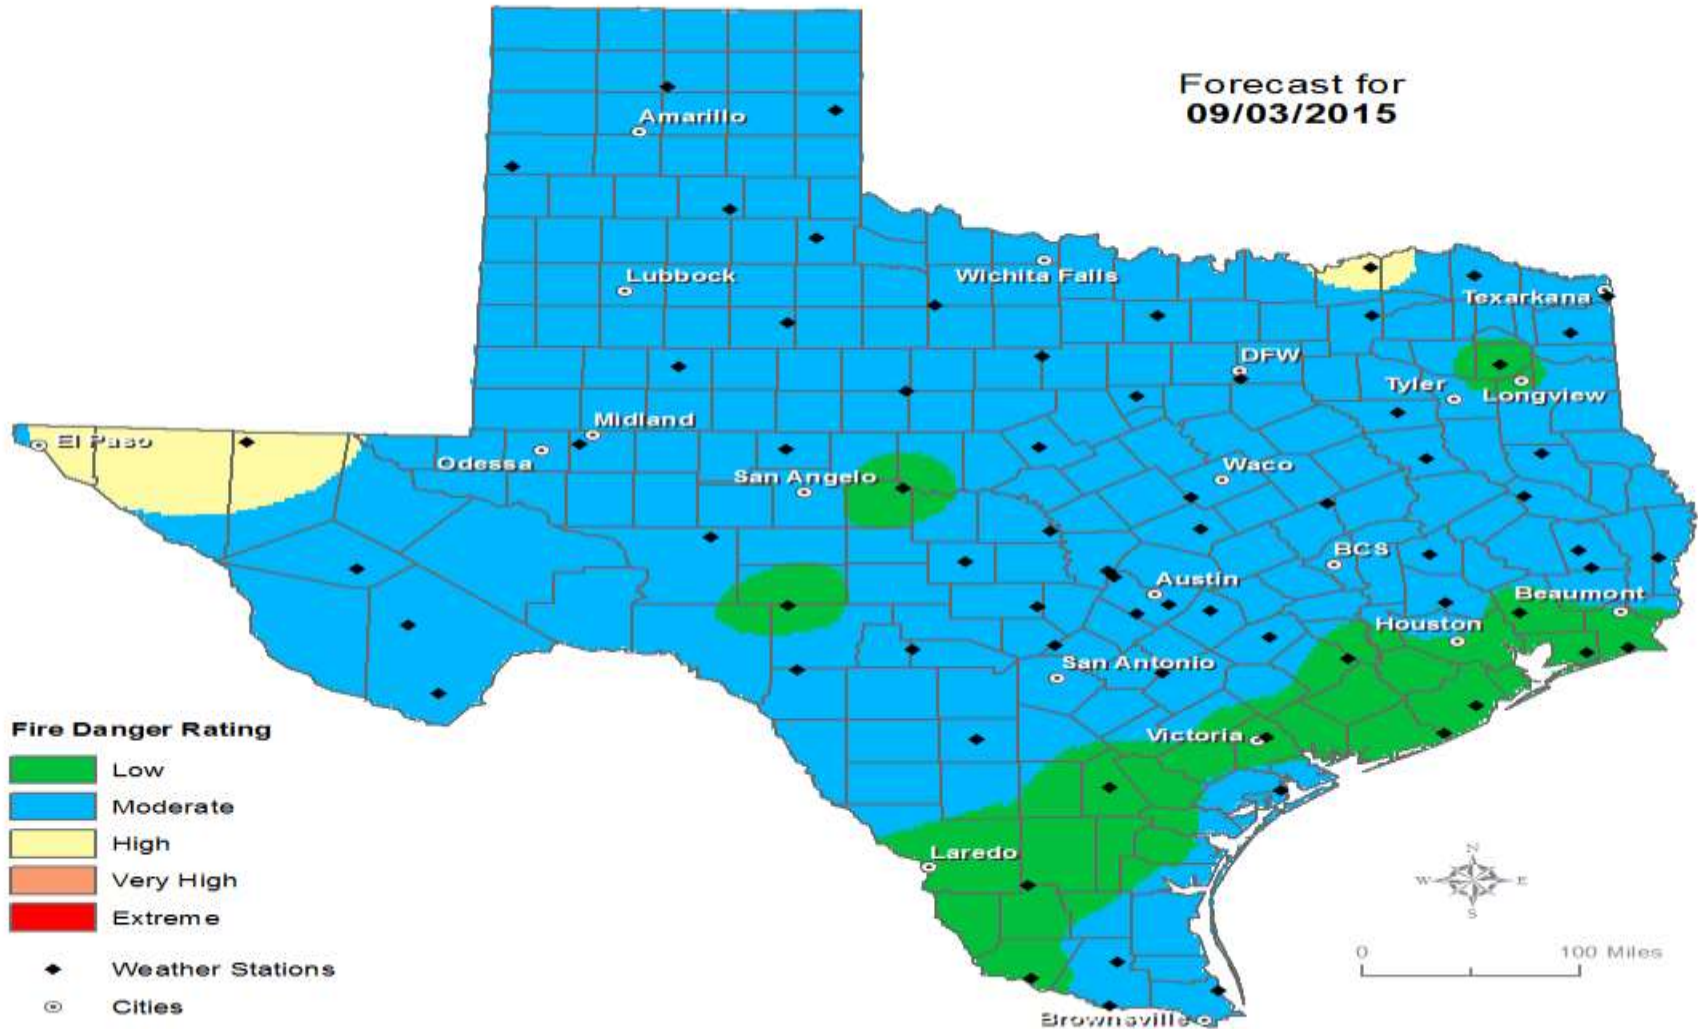 Forecast for
09/03/2015
Amarillo
Lubbock
Wichita Falls
Texarkana
DFW
Tyler
Longview
Midland
El Paso
Odessa
San Angelo
Waco
BCS
Austin
Beaumont
Houston
San Antonio
Victoria
Laredo
Brownsville
Fire Danger Rating
Low
Moderate
High
Very High
Extreme
Weather Stations
Cities
N
W E
S
0 100 Miles